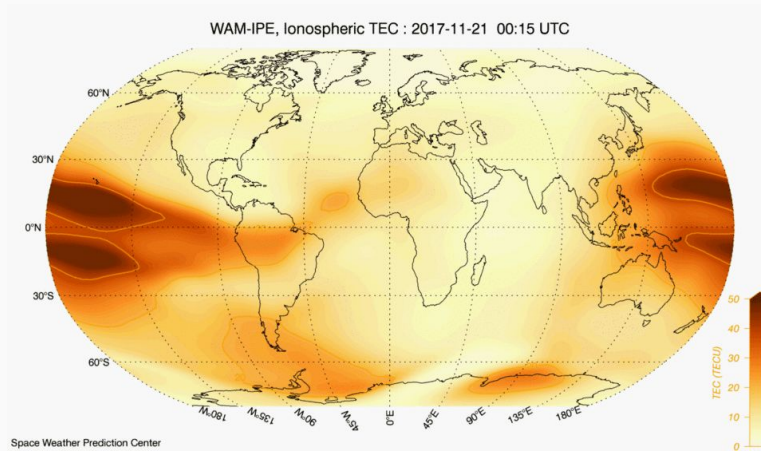 WAM-IPE, Ionospheric TEC : 2017-11-21 00:15 UTC
60°N
30°N
0°N
30°S
60°S
180°W
135°W
90°W
45°W
0°E
45°E
90°E
135°E
180°E
50
40
30
20
10
0
TEC (TECU)
Space Weather Prediction Center